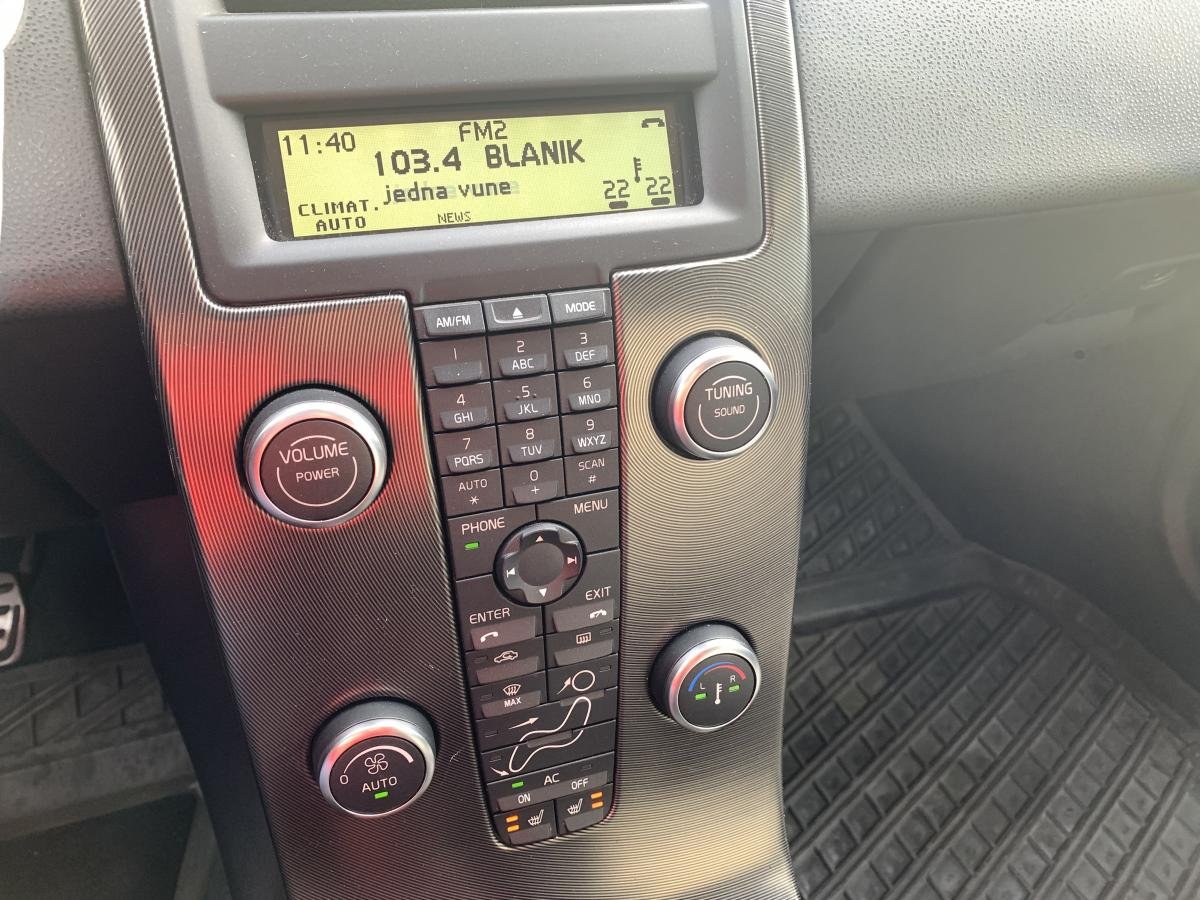 11:40
FM2
103.4 BLANIK
jedna vune
22 22
CLIMAT.
AUTO
NEWS
AM/FM
MODE
1
2
ABC
3
DEF
4
GHI
5
JKL
6
MNO
7
PQRS
8
TUV
9
WXYZ
AUTO
*
0
+
SCAN
#
PHONE
MENU
ENTER
EXIT
VOLUME
POWER
TUNING
SOUND
MAX
L R
0
AUTO
AC
ON OFF